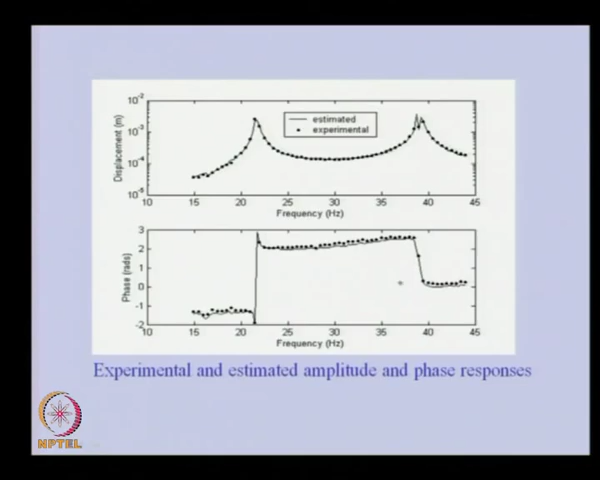 10-2
10-3
10-4
10-5
Displacement (m)
estimated
experimental
10 15 20 25 30 35 40 45
Frequency (Hz)
3
2
1
0
-1
-2
Phase (rads)
10 15 20 25 30 35 40 45
Frequency (Hz)
Experimental and estimated amplitude and phase responses
NPTEL